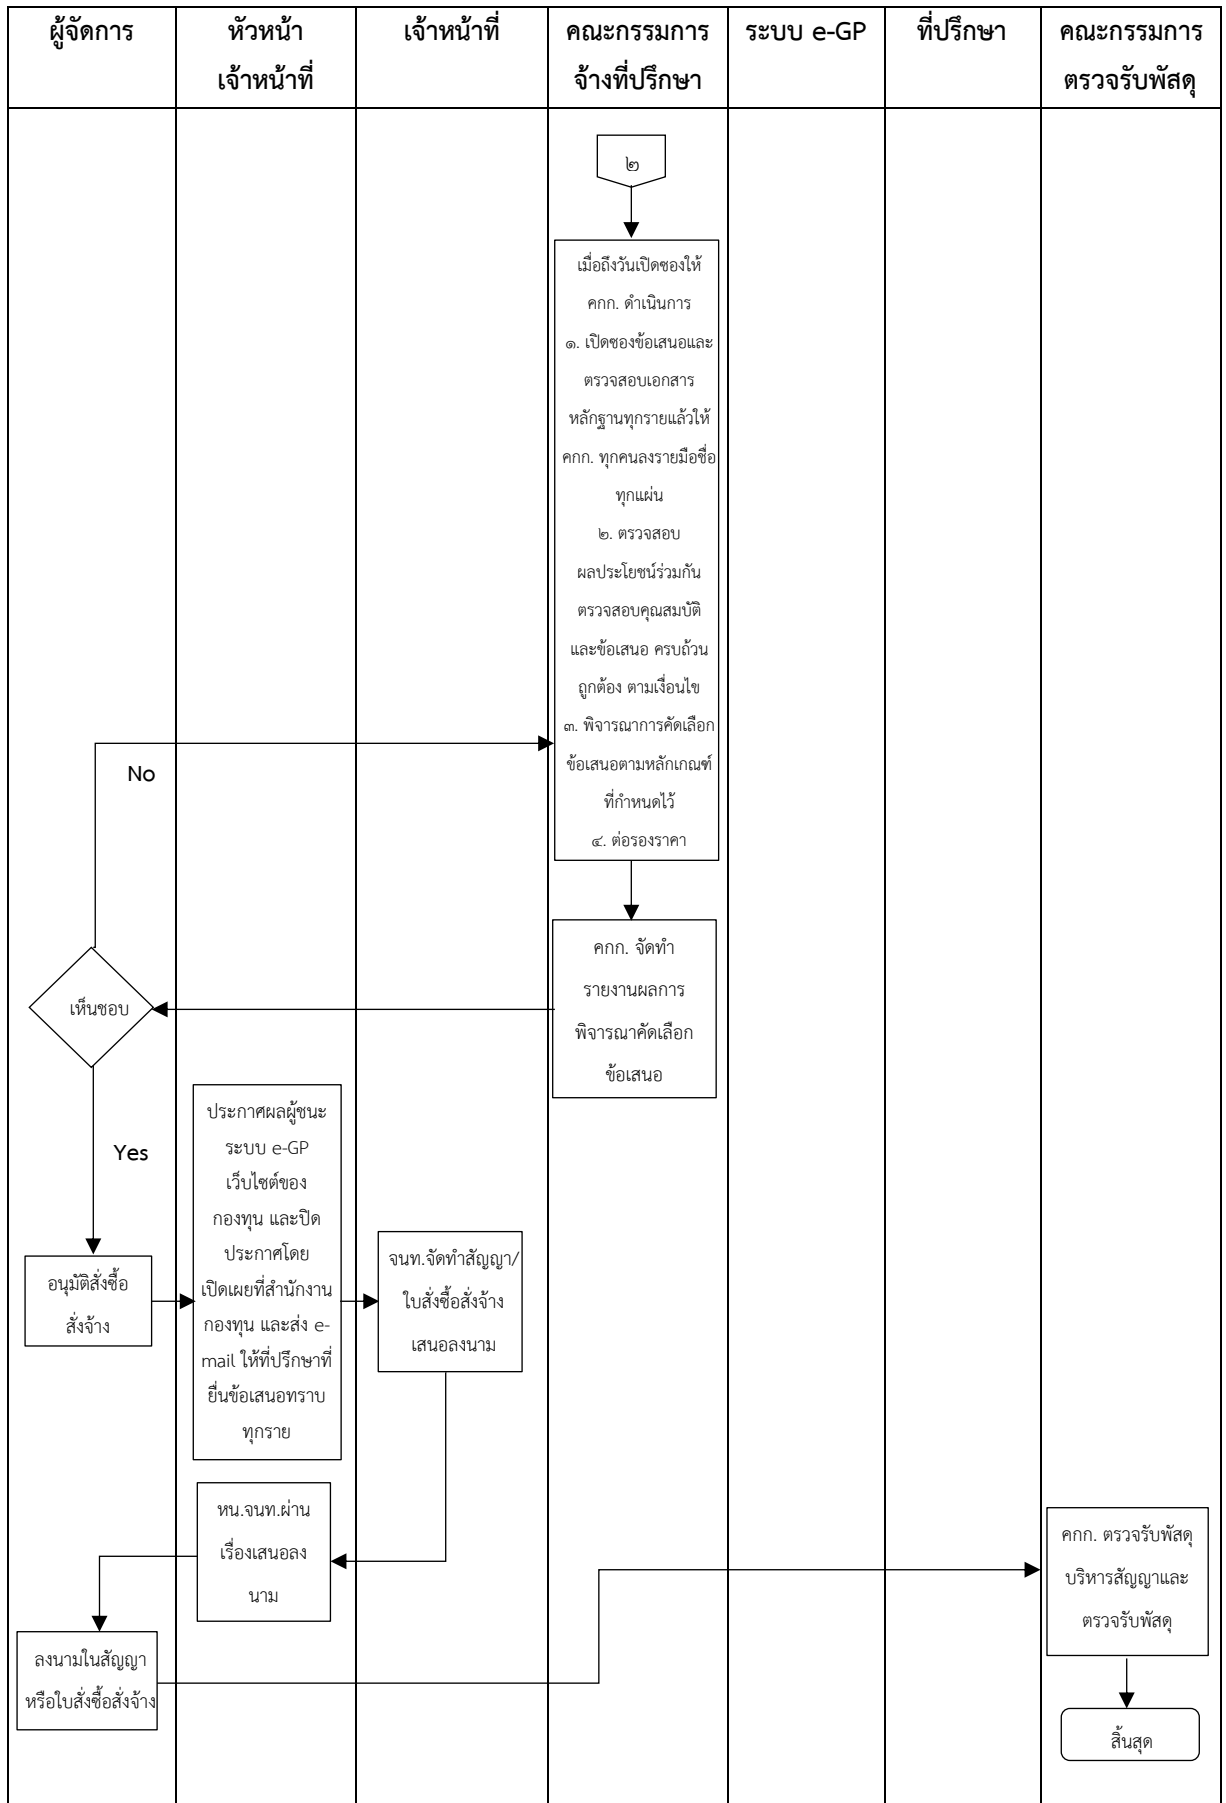 ผู้จัดการ
หัวหน้า
เจ้าหน้าที่
เจ้าหน้าที่
คณะกรรมการ
จ้างที่ปรึกษา
ระบบ e-GP
ที่ปรึกษา
คณะกรรมการ
ตรวจรับพัสดุ
๒
เมื่อถึงวันเปิดซองให้
คกก. ดำเนินการ
๑. เปิดซองข้อเสนอและ
ตรวจสอบเอกสาร
หลักฐานทุกรายแล้วให้
คกก. ทุกคนลงรายมือชื่อ
ทุกแผ่น
๒. ตรวจสอบ
ผลประโยชน์ร่วมกัน
ตรวจสอบคุณสมบัติ
และข้อเสนอ ครบถ้วน
ถูกต้อง ตามเงื่อนไข
๓. พิจารณาการคัดเลือก
ข้อเสนอตามหลักเกณฑ์
ที่กำหนดไว้
๔. ต่อรองราคา
No
คกก. จัดทำ
รายงานผลการ
พิจารณาคัดเลือก
ข้อเสนอ
เห็นชอบ
Yes
อนุมัติสั่งซื้อ
สั่งจ้าง
ประกาศผลผู้ชนะ
ระบบ e-GP
เว็บไซต์ของ
กองทุน และปิด
ประกาศโดย
เปิดเผยที่สำนักงาน
กองทุน และส่ง e-
mail ให้ที่ปรึกษาที่
ยื่นข้อเสนอทราบ
ทุกราย
จนท.จัดทำสัญญา/
ใบสั่งซื้อสั่งจ้าง
เสนอลงนาม
หน.จนท.ผ่าน
เรื่องเสนอลง
นาม
ลงนามในสัญญา
หรือใบสั่งซื้อสั่งจ้าง
คกก. ตรวจรับพัสดุ
บริหารสัญญาและ
ตรวจรับพัสดุ
สิ้นสุด